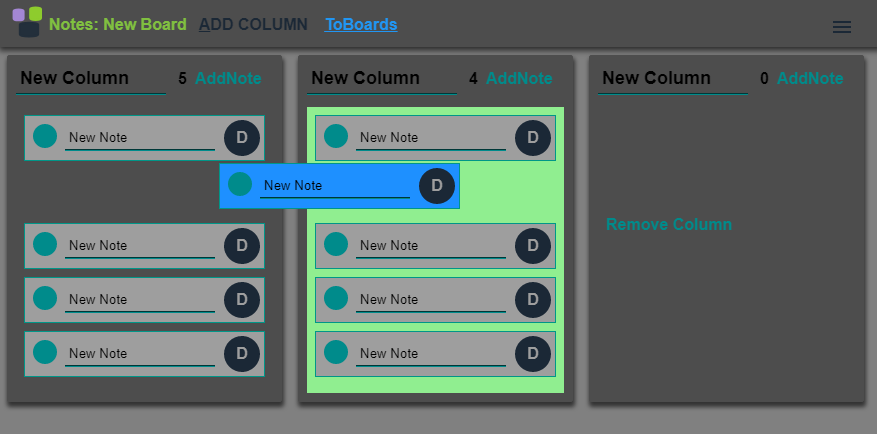 Notes: New Board ADD COLUMN ToBoards
New Column 5 AddNote
New Note D
New Note D
New Note D
New Note D
New Note D
New Column 4 AddNote
New Note D
New Note D
New Note D
New Note D
New Column 0 AddNote
Remove Column